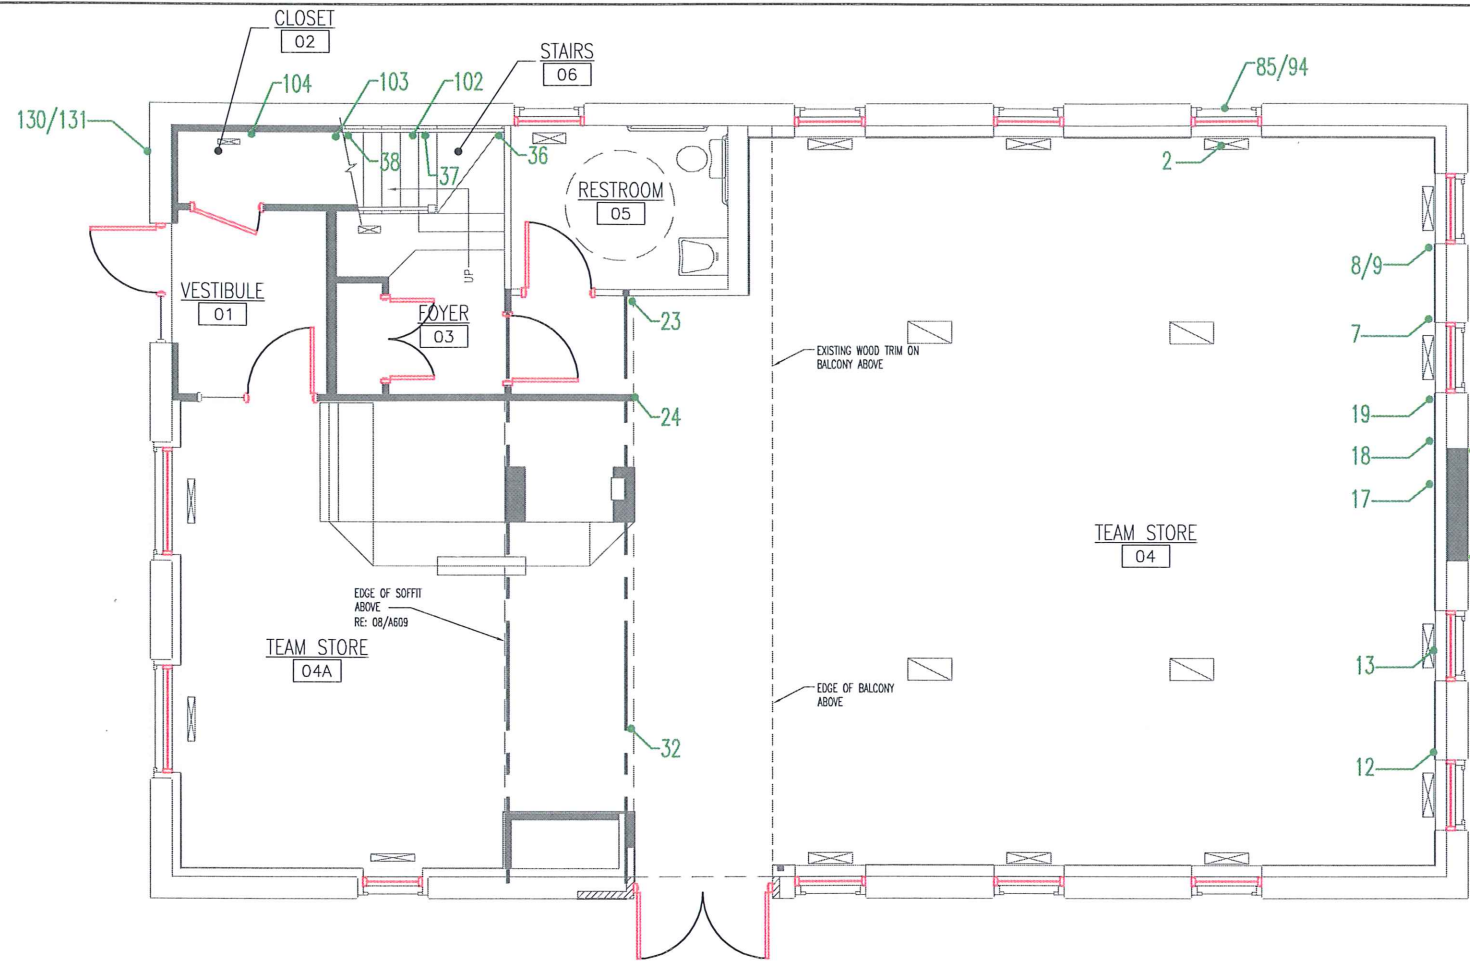 CLOSET
02
STAIRS
06
85/94
104
103
102
130/131
38
37
36
2
RESTROOM
05
8/9
VESTIBULE
01
UP
FOYER
03
23
7
EXISTING WOOD TRIM ON
BALCONY ABOVE
24
19
18
17
TEAM STORE
04
EDGE OF SOFFIT
ABOVE
RE: 08/A609
TEAM STORE
04A
13
EDGE OF BALCONY
ABOVE
32
12